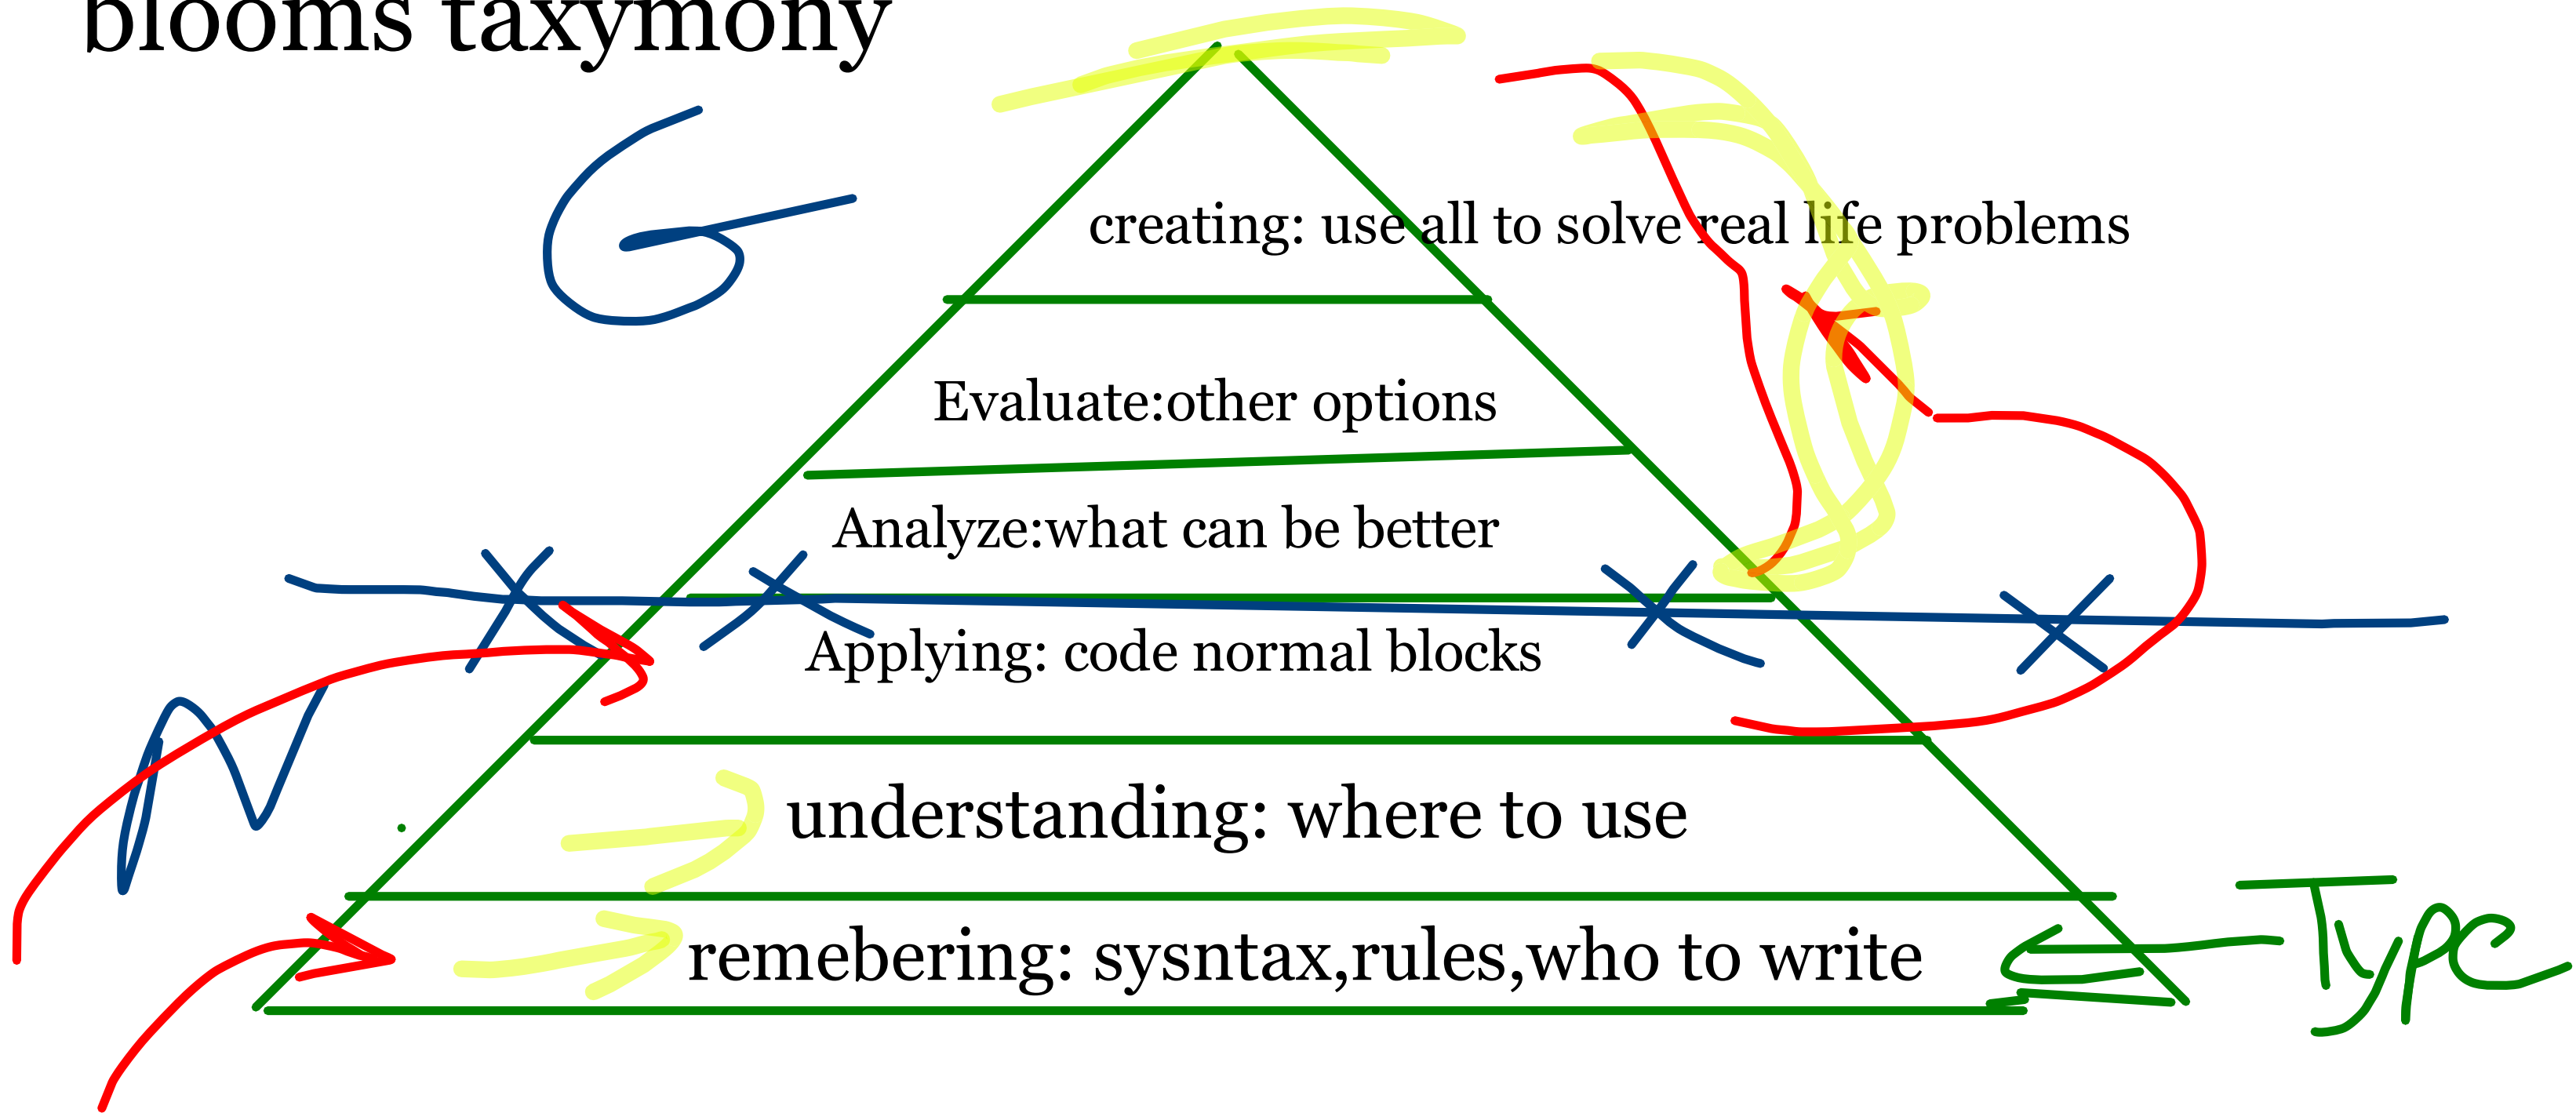 blooms taxymony
G
creating: use all to solve real life problems
Evaluate:other options
Analyze:what can be better
Applying: code normal blocks
N
understanding: where to use
remebering: sysntax,rules,who to write
Type